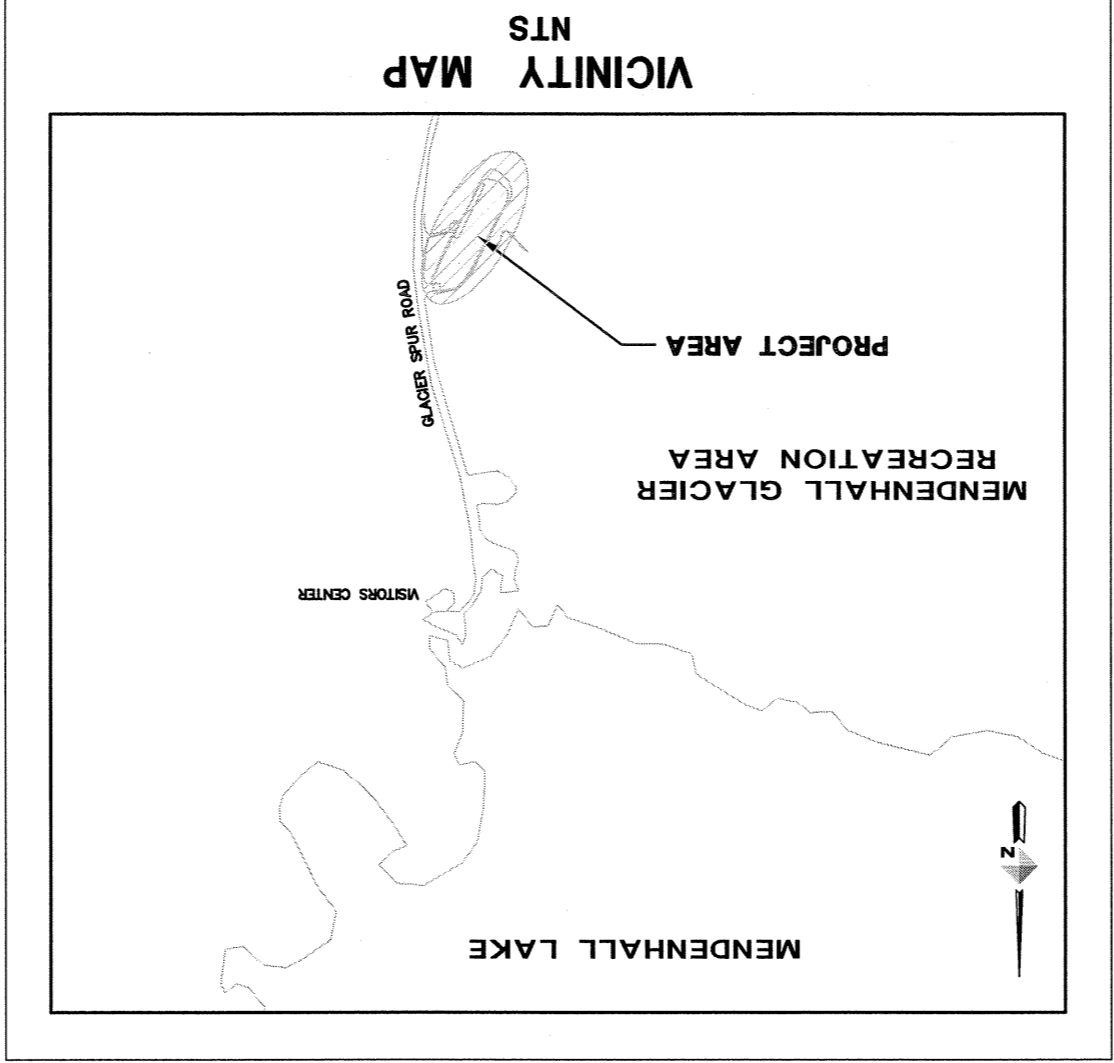 MENDENHALL LAKE
N
VISITORS CENTER
MENDENHALL GLACIER
RECREATION AREA
GLACIER SPUR ROAD
PROJECT AREA
VICINITY MAP
NTS